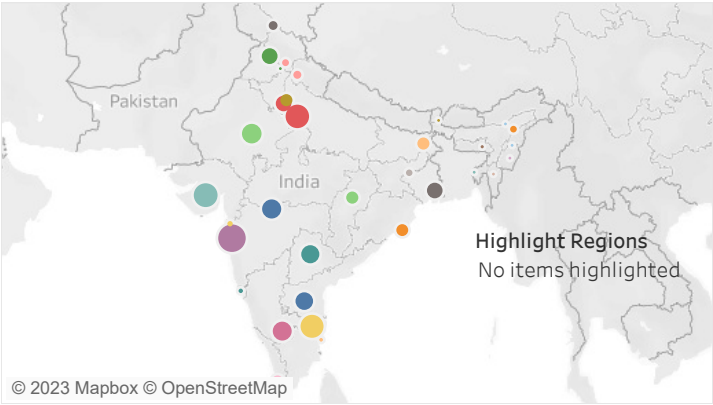 Pakistan
India
Highlight Regions
No items highlighted
© 2023 Mapbox © OpenStreetMap